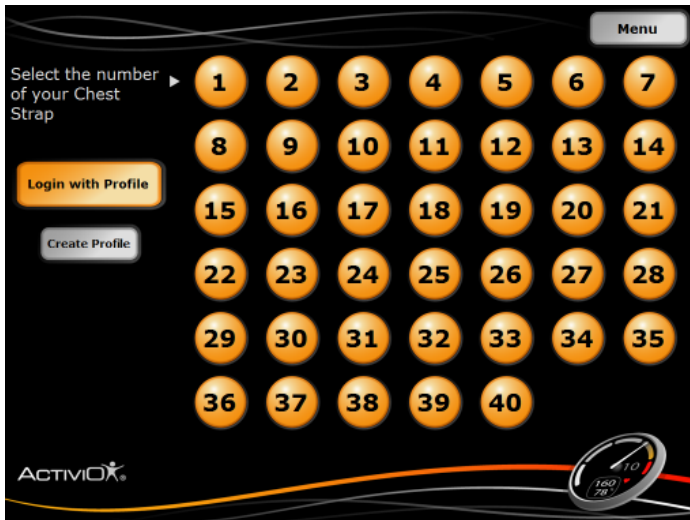 Menu
Select the number
of your Chest
Strap
1 2 3 4 5 6 7
8 9 10 11 12 13 14
Login with Profile
15 16 17 18 19 20 21
Create Profile
22 23 24 25 26 27 28
29 30 31 32 33 34 35
36 37 38 39 40
ACTIVIO
10
160
78